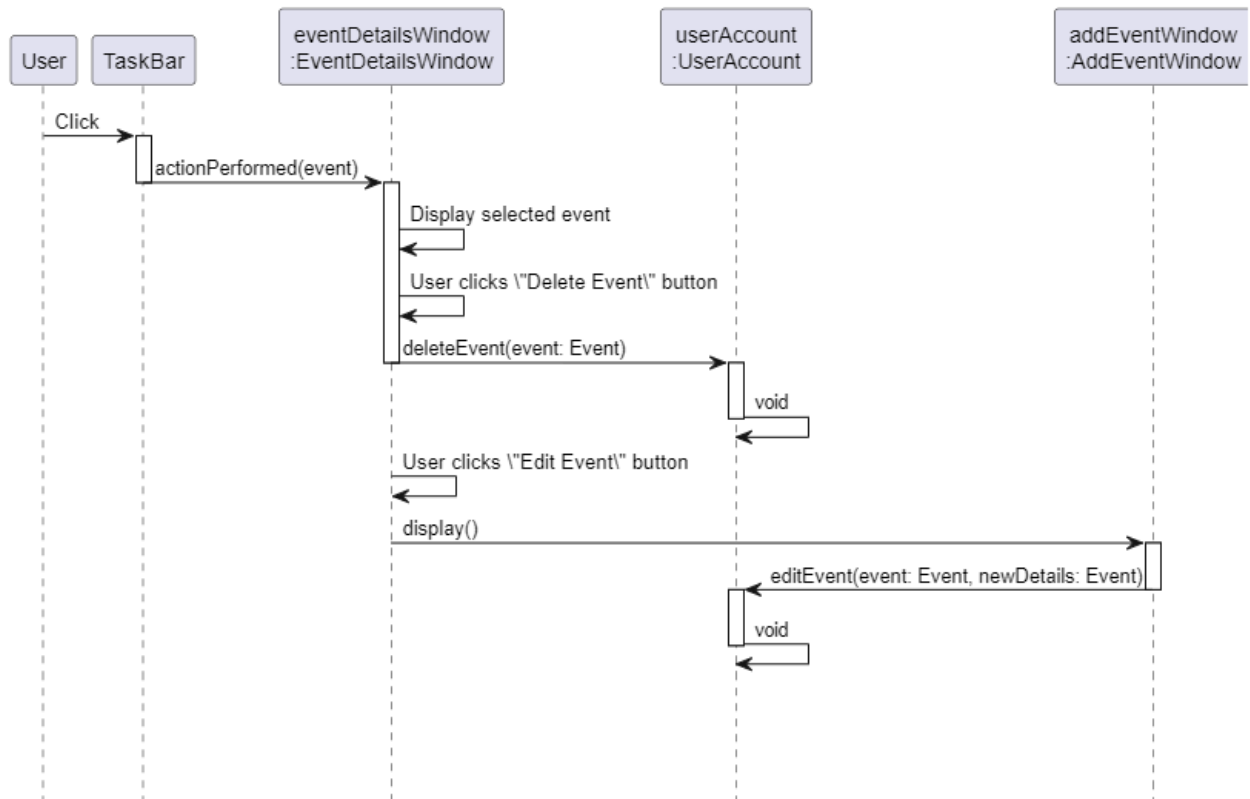 User
TaskBar
eventDetailsWindow
:EventDetailsWindow
userAccount
:UserAccount
addEventWindow
:AddEventWindow
Click
actionPerformed(event)
Display selected event
User clicks \"Delete Event\" button
deleteEvent(event: Event)
void
User clicks \"Edit Event\" button
display()
editEvent(event: Event, newDetails: Event)
void